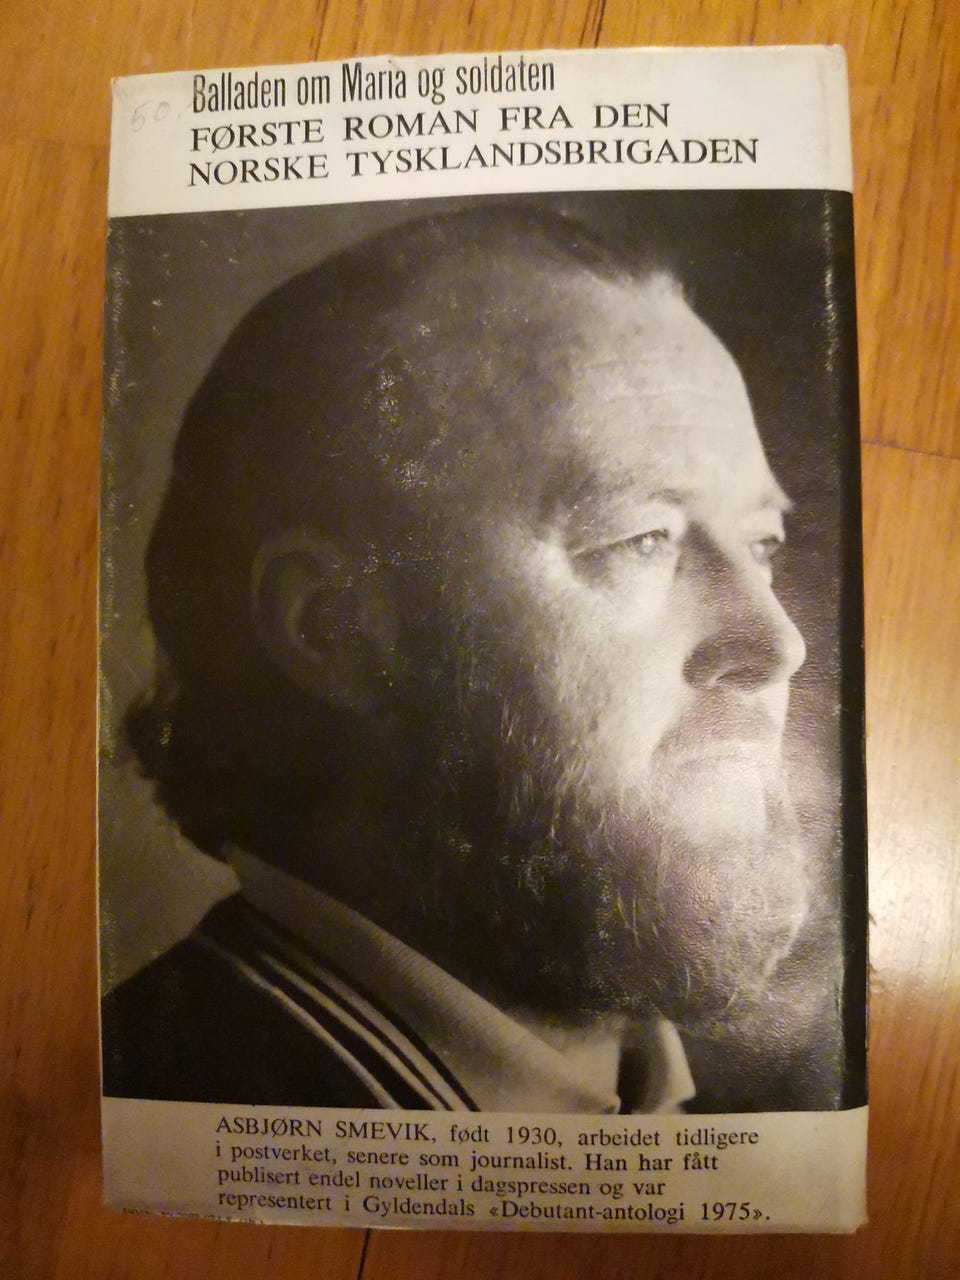 Balladen om Maria og soldaten
50.
FØRSTE ROMAN FRA DEN
NORSKE TYSKLANDSBRIGADEN
ASBJØRN SMEVIK, født 1930, arbeidet tidligere
i postverket, senere som journalist. Han har fått
publisert endel noveller i dagspressen og var
representert i Gyldendals «Debutant-antologi 1975».